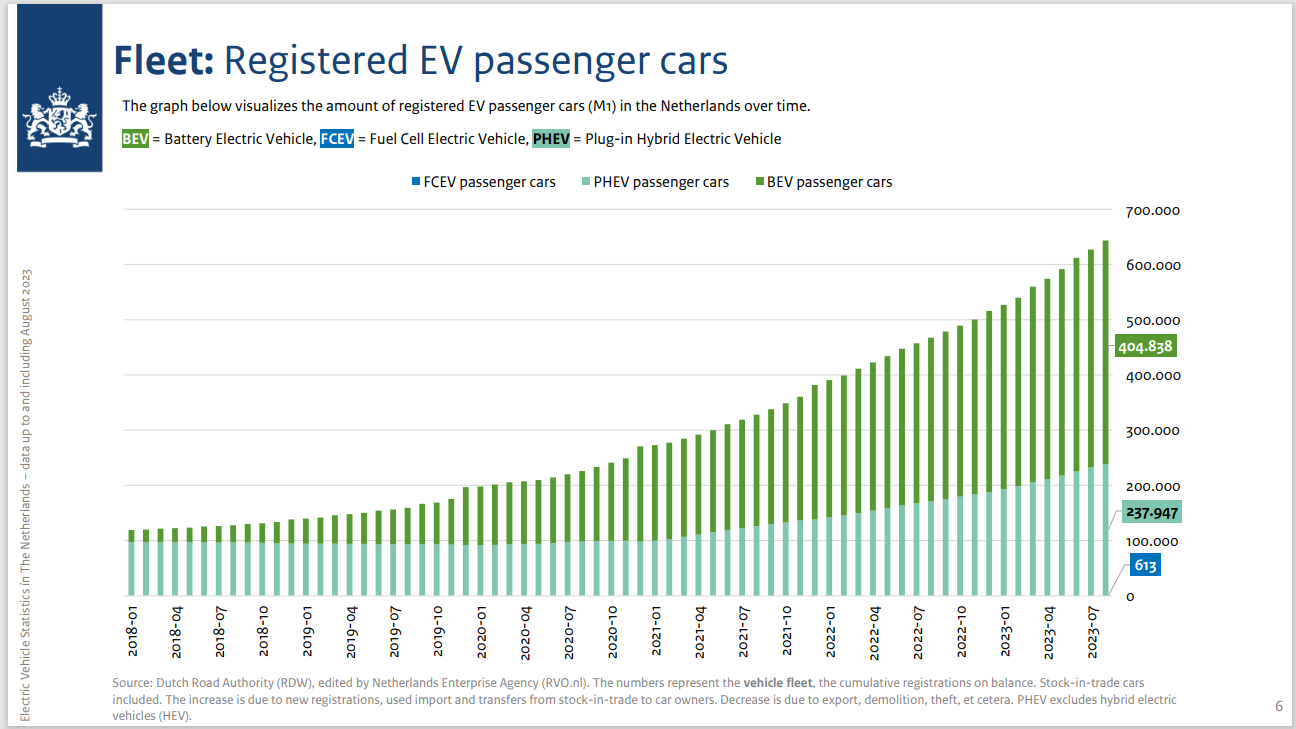 Fleet: Registered EV passenger cars
The graph below visualizes the amount of registered EV passenger cars (M1) in the Netherlands over time.
BEV = Battery Electric Vehicle, FCEV = Fuel Cell Electric Vehicle, PHEV = Plug-in Hybrid Electric Vehicle
FCEV passenger cars PHEV passenger cars BEV passenger cars
700.000
600.000
500.000
404.838
400.000
300.000
200.000
237.947
100.000
613
0
2018-01 2018-04 2018-07 2018-10 2019-01 2019-04 2019-07 2019-10 2020-01 2020-04 2020-07 2020-10 2021-01 2021-04 2021-07 2021-10 2022-01 2022-04 2022-07 2022-10 2023-01 2023-04 2023-07
Electric Vehicle Statistics in The Netherlands – data up to and including August 2023
Source: Dutch Road Authority (RDW), edited by Netherlands Enterprise Agency (RVO.nl). The numbers represent the vehicle fleet, the cumulative registrations on balance. Stock-in-trade cars
included. The increase is due to new registrations, used import and transfers from stock-in-trade to car owners. Decrease is due to export, demolition, theft, et cetera. PHEV excludes hybrid electric
vehicles (HEV).
6